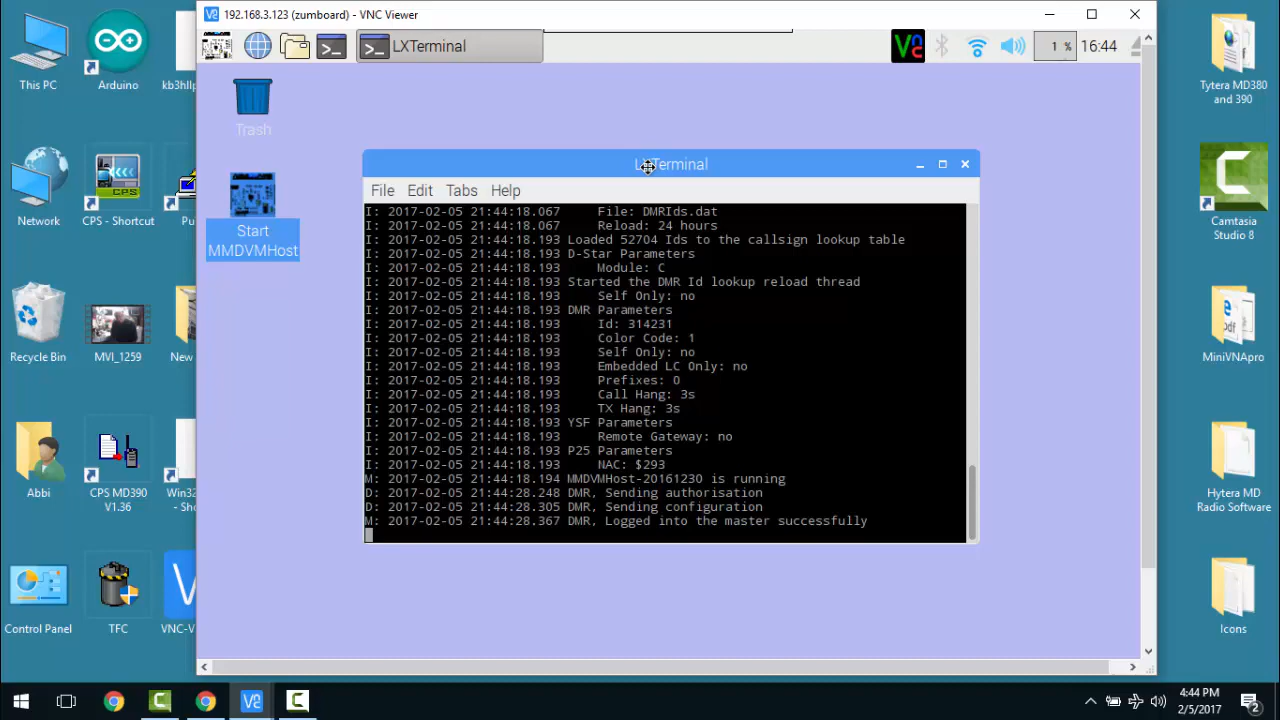 192.168.3.123 (zumboard) - VNC Viewer
LXTerminal
1 %
16:44
Trash
Start
MMDVMHost
LXTerminal
File Edit Tabs Help
I: 2017-02-05 21:44:18.067     File: DMRIds.dat
I: 2017-02-05 21:44:18.067     Reload: 24 hours
I: 2017-02-05 21:44:18.193 Loaded 52704 Ids to the callsign lookup table
I: 2017-02-05 21:44:18.193 D-Star Parameters
I: 2017-02-05 21:44:18.193     Module: C
I: 2017-02-05 21:44:18.193 Started the DMR Id lookup reload thread
I: 2017-02-05 21:44:18.193     Self Only: no
I: 2017-02-05 21:44:18.193 DMR Parameters
I: 2017-02-05 21:44:18.193     Id: 314231
I: 2017-02-05 21:44:18.193     Color Code: 1
I: 2017-02-05 21:44:18.193     Self Only: no
I: 2017-02-05 21:44:18.193     Embedded LC Only: no
I: 2017-02-05 21:44:18.193     Prefixes: 0
I: 2017-02-05 21:44:18.193     Call Hang: 3s
I: 2017-02-05 21:44:18.193     TX Hang: 3s
I: 2017-02-05 21:44:18.193 YSF Parameters
I: 2017-02-05 21:44:18.193     Remote Gateway: no
I: 2017-02-05 21:44:18.193 P25 Parameters
I: 2017-02-05 21:44:18.193     NAC: $293
M: 2017-02-05 21:44:18.194 MMDVMHost-20161230 is running
D: 2017-02-05 21:44:28.248 DMR, Sending authorisation
D: 2017-02-05 21:44:28.305 DMR, Sending configuration
M: 2017-02-05 21:44:28.367 DMR, Logged into the master successfully
This PC
Arduino
kb3hllp
Network
CPS - Shortcut
Pu
Recycle Bin
MVI_1259
New
Abbi
CPS MD390
V1.36
Win32
- Sho
Control Panel
TFC
VNC-V
Tytera MD380
and 390
Camtasia
Studio 8
MiniVNApro
Hytera MD
Radio Software
Icons
4:44 PM
2/5/2017
2